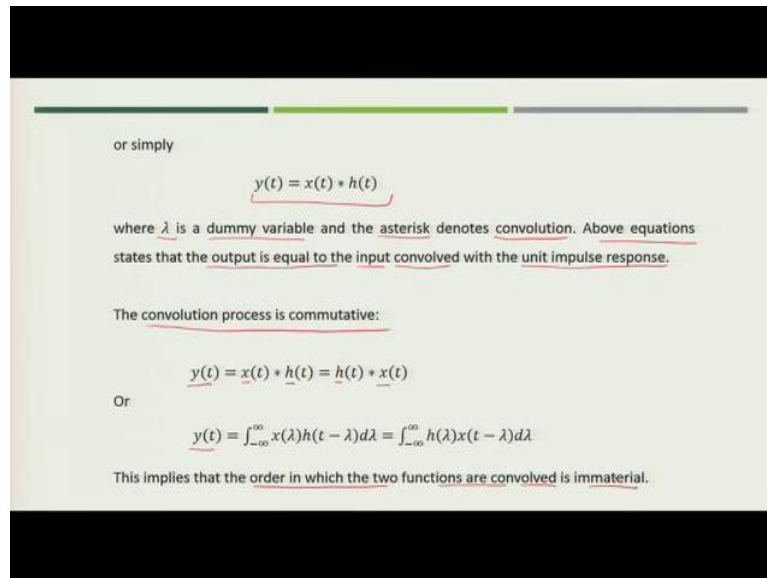 or simply
y(t) = x(t) * h(t)
where λ is a dummy variable and the asterisk denotes convolution. Above equations
states that the output is equal to the input convolved with the unit impulse response.
The convolution process is commutative:
y(t) = x(t) * h(t) = h(t) * x(t)
Or
y(t) = ∫_{-∞}^{∞} x(λ)h(t − λ)dλ = ∫_{-∞}^{∞} h(λ)x(t − λ)dλ
This implies that the order in which the two functions are convolved is immaterial.